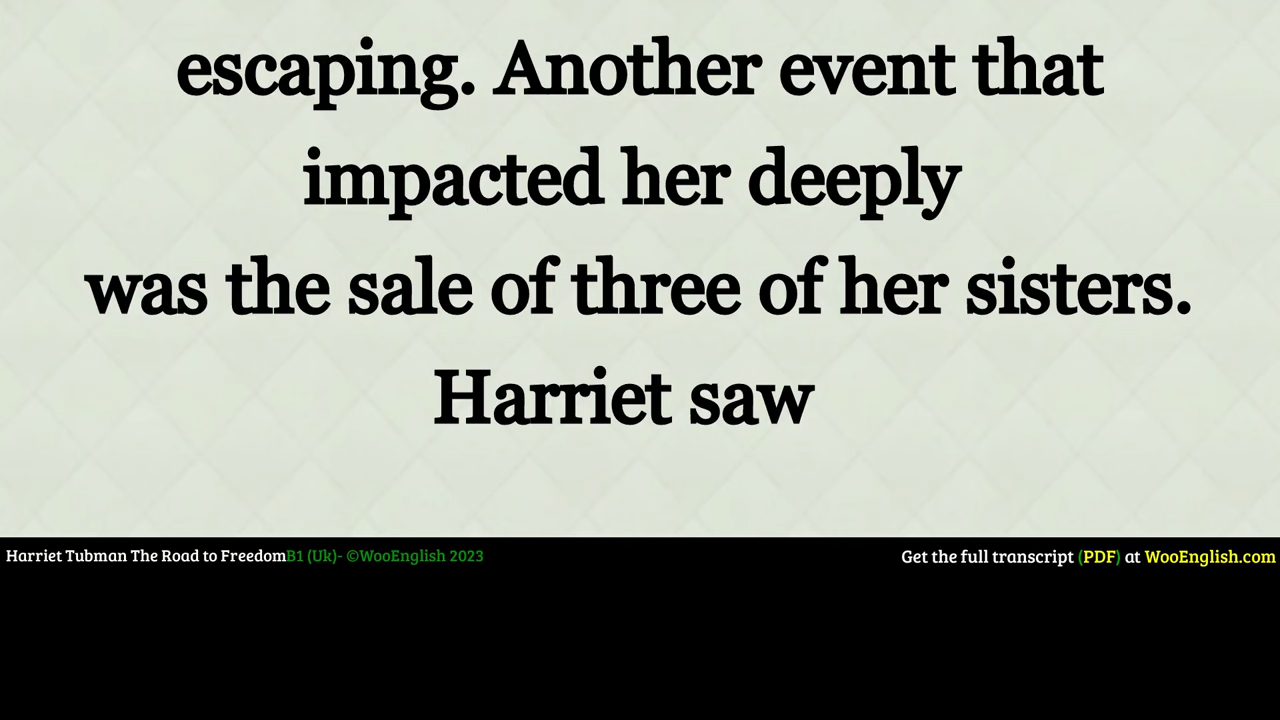 escaping. Another event that
impacted her deeply
was the sale of three of her sisters.
Harriet saw
Harriet Tubman The Road to FreedomB1 (Uk)- ©WooEnglish 2023
Get the full transcript (PDF) at WooEnglish.com